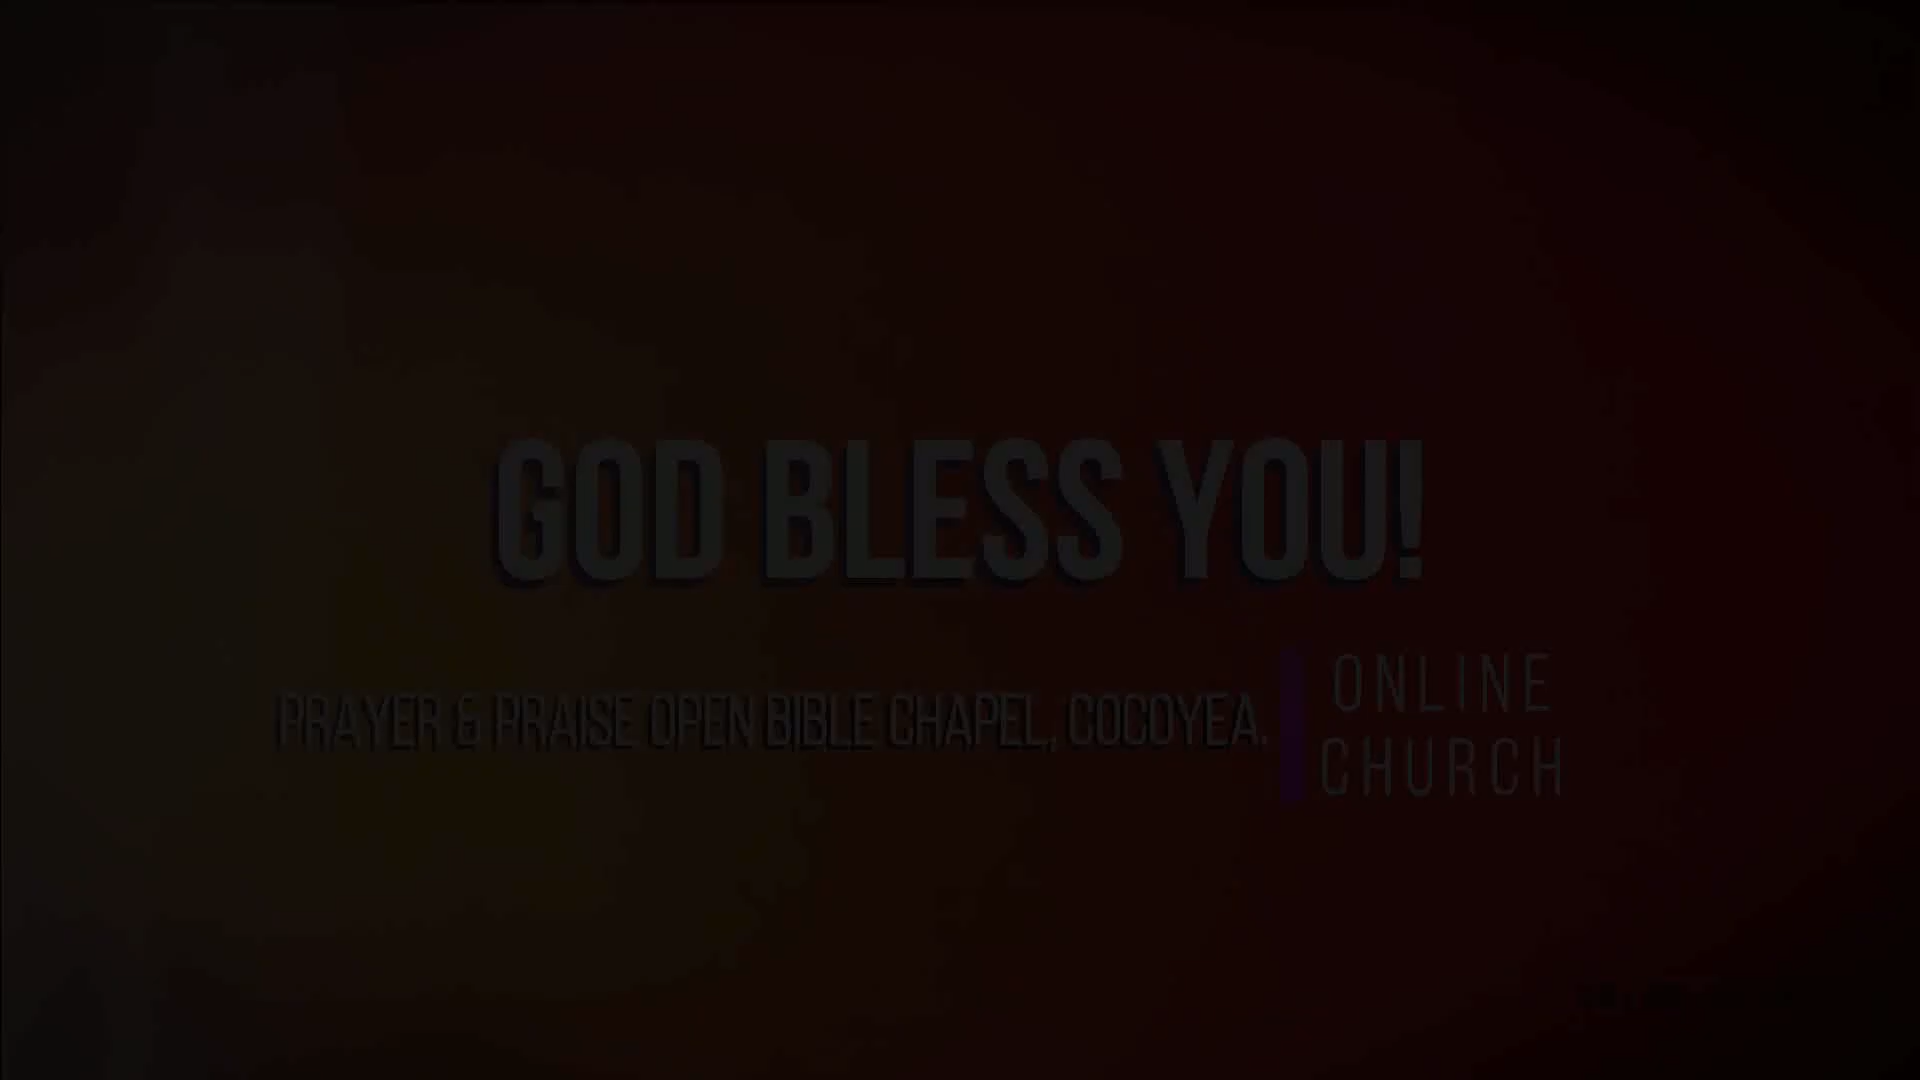 GOD BLESS YOU!
PRAYER & PRAISE OPEN BIBLE CHAPEL, COCOYEA.
ONLINE
CHURCH